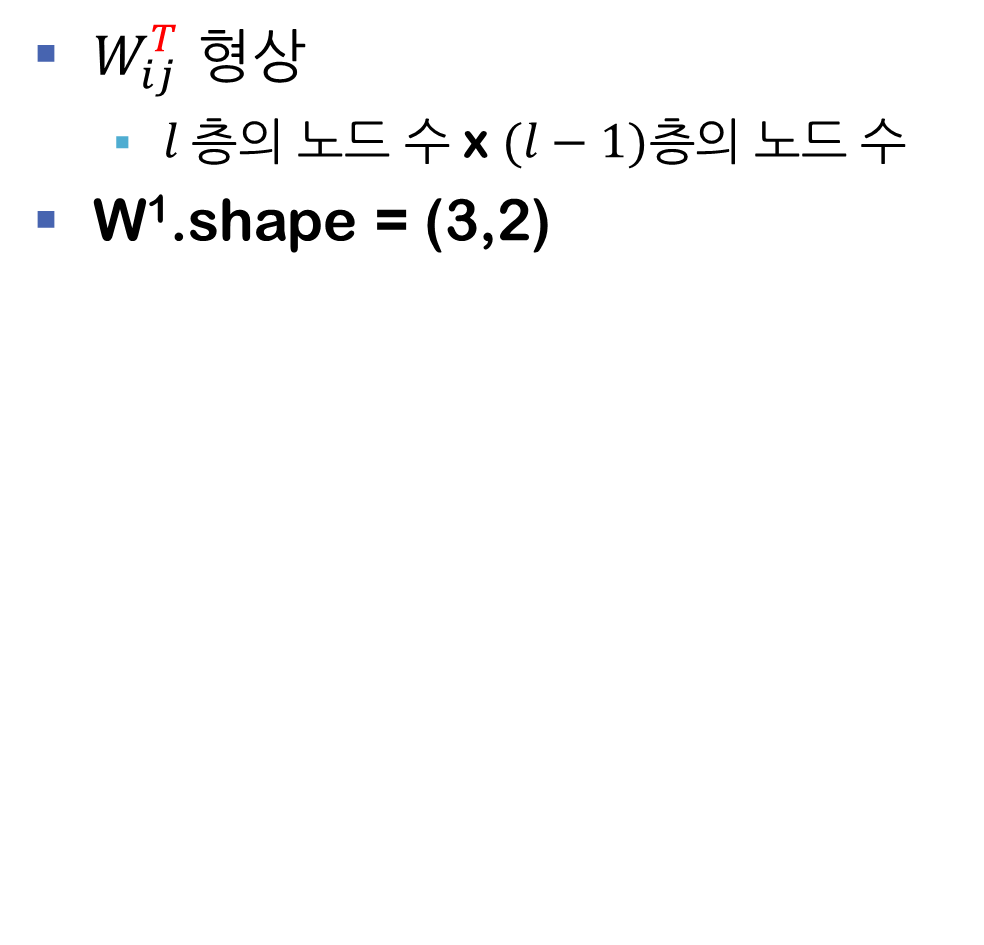 ▪ $W_{ij}^{T}$ 형상
▪ $l$ 층의 노드 수 x $(l-1)$층의 노드 수
▪ W¹.shape = (3,2)